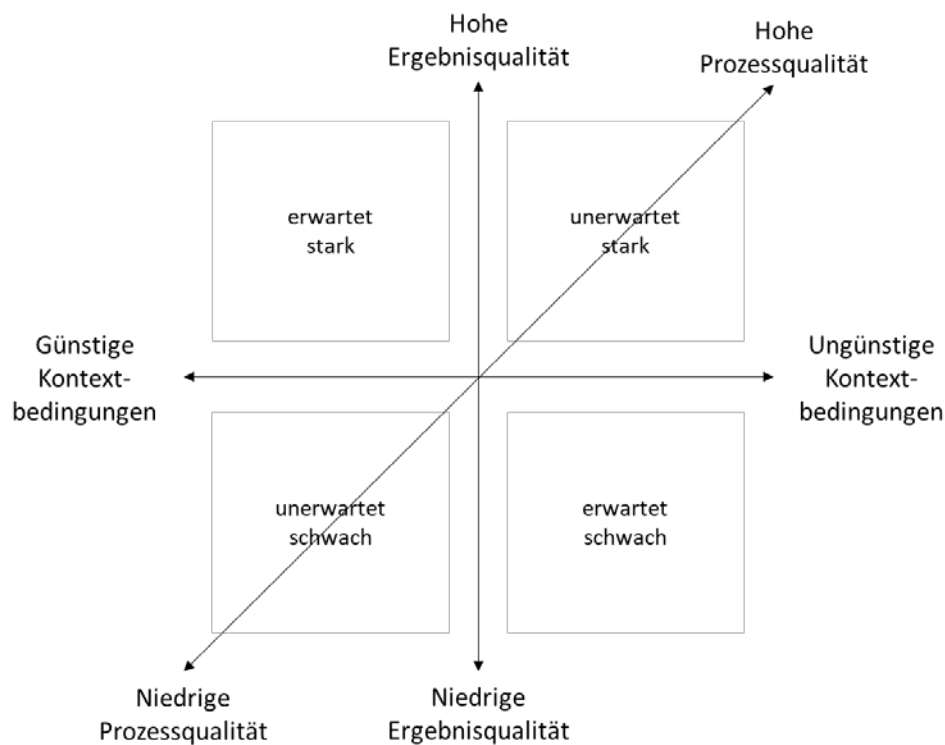 Hohe
Ergebnisqualität
Hohe
Prozessqualität
erwartet
stark
unerwartet
stark
Günstige
Kontext-
bedingungen
Ungünstige
Kontext-
bedingungen
unerwartet
schwach
erwartet
schwach
Niedrige
Prozessqualität
Niedrige
Ergebnisqualität